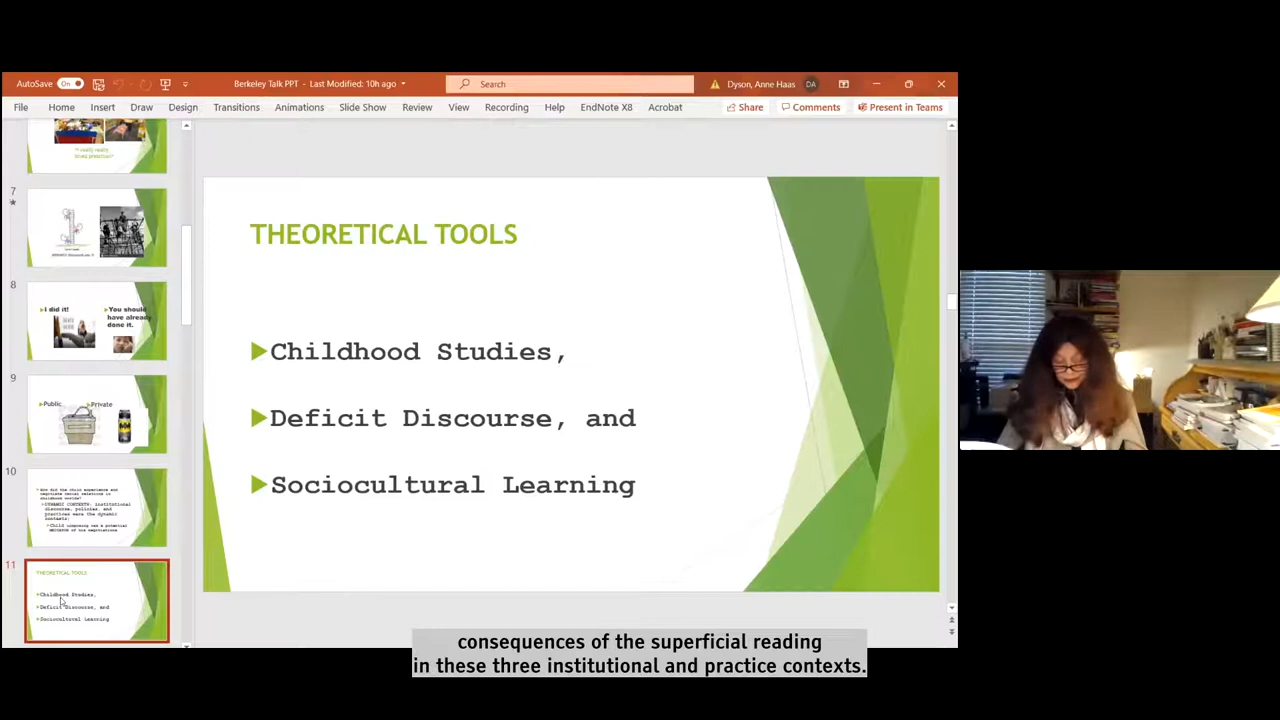 AutoSave On
Berkeley Talk PPT - Last Modified: 10h ago
Search
Dyson, Anne Haas DA
File Home Insert Draw Design Transitions Animations Slide Show Review View Recording Help EndNote X8 Acrobat
Share Comments Present in Teams
7
8
I did it!
You should have already done it.
9
Public
Private
10
11
THEORETICAL TOOLS
Childhood Studies,
Deficit Discourse, and
Sociocultural Learning
THEORETICAL TOOLS
Childhood Studies,
Deficit Discourse, and
Sociocultural Learning
consequences of the superficial reading
in these three institutional and practice contexts.